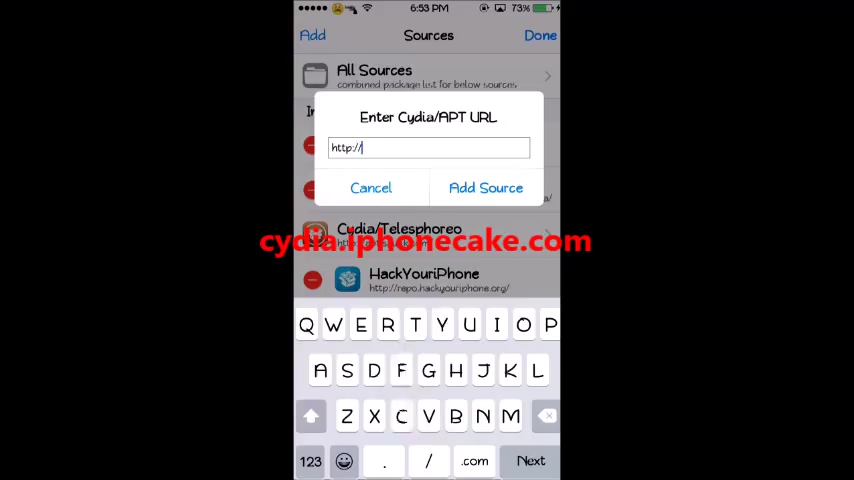 6:53 PM
73%
Add
Sources
Done
All Sources
combined package list for below sources
Enter Cydia/APT URL
http://
Cancel
Add Source
Cydia/Telesphoreo
cydia.iphonecake.com
HackYouriPhone
http://repo.hackyouriphone.org/
Q W E R T Y U I O P
A S D F G H J K L
Z X C V B N M
123 . / .com Next